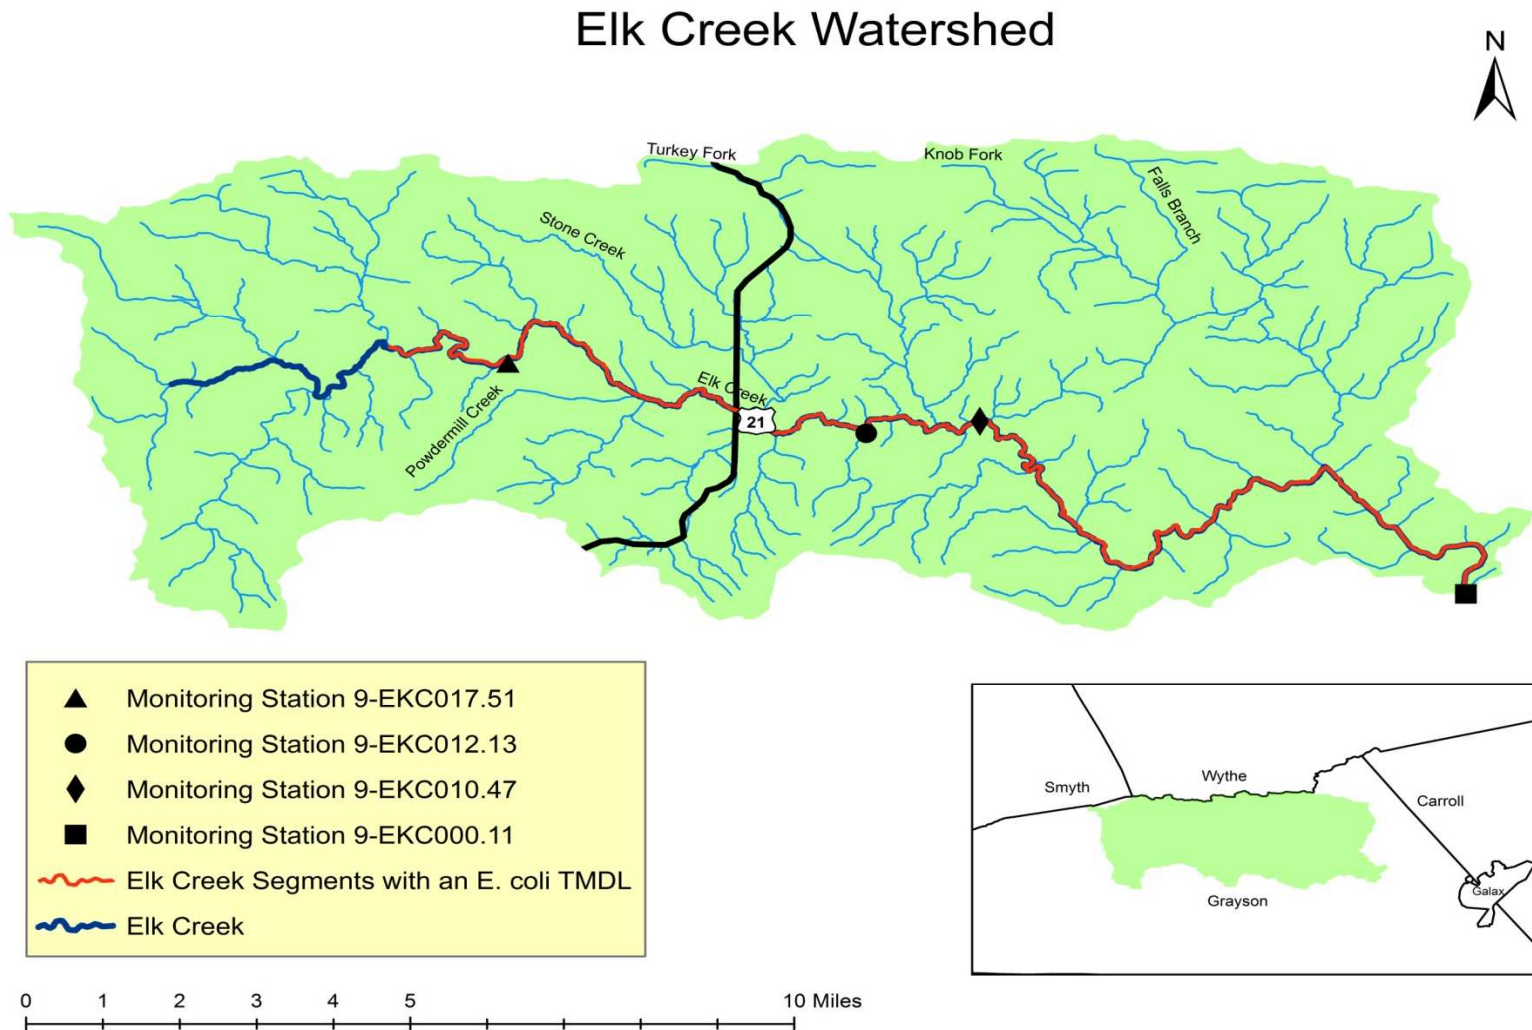 Elk Creek Watershed
N
Turkey Fork
Knob Fork
Falls Branch
Stone Creek
Elk Creek
Powdermill Creek
21
Monitoring Station 9-EKC017.51
Monitoring Station 9-EKC012.13
Monitoring Station 9-EKC010.47
Monitoring Station 9-EKC000.11
Elk Creek Segments with an E. coli TMDL
Elk Creek
Smyth
Wythe
Carroll
Galax
Grayson
0 1 2 3 4 5 10 Miles